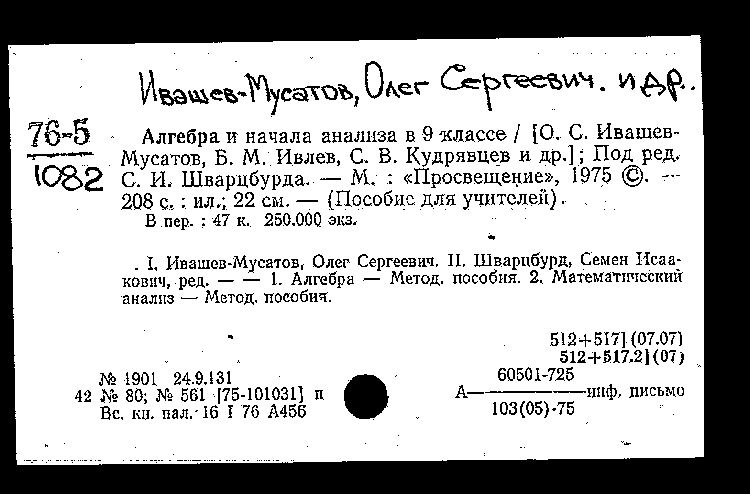 Ивашев-Мусатов, Олег Сергеевич. и др..
76-5
1082
Алгебра и начала анализа в 9 классе / [О. С. Ивашев-
Мусатов, Б. М. Ивлев, С. В. Кудрявцев и др.]; Под ред.
С. И. Шварцбурда. — М. : «Просвещение», 1975 ©. —
208 с. : ил.; 22 см. — (Пособие для учителей).
В пер. : 47 к. 250.000 экз.
. I. Ивашев-Мусатов, Олег Сергеевич. II. Шварцбурд, Семен Исаа-
кович, ред. — — 1. Алгебра — Метод. пособия. 2. Математический
анализ — Метод. пособия.
512+517](07.07)
512+517.2](07)
№ 1901 24.9.131
42 № 80; № 561 [75-101031] п
Вс. кн. пал. 16 I 76 А456
60501-725
А————инф. письмо
103(05)-75